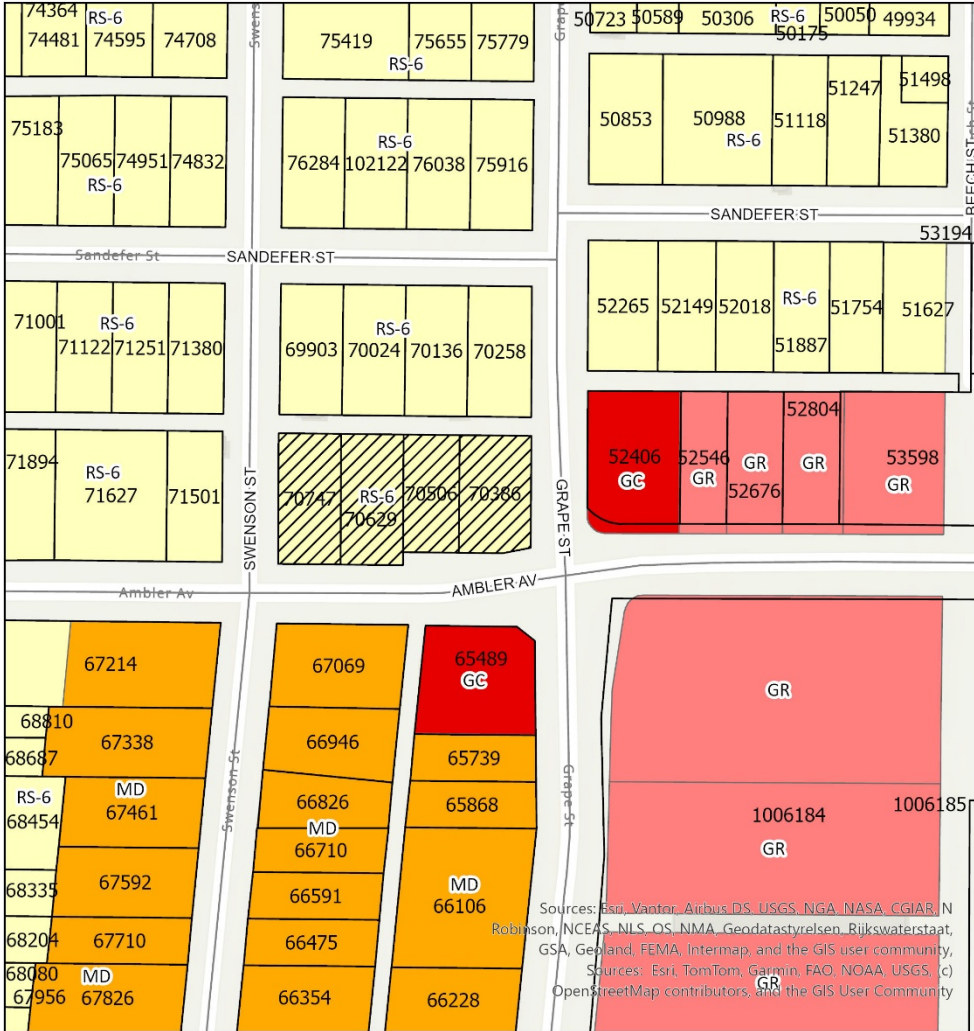 74364
RS-6
74481 74595 74708
Swens
75419 75655 75779
RS-6
Grape
50723 50589 50306 RS-6 50050 49934
50175
75183
75065 74951 74832
RS-6
RS-6
76284 102122 76038 75916
50853 50988 51118 51247 51498
RS-6 51380
BEECH ST
SANDEFER ST
53194
Sandefer St SANDEFER ST
71001 RS-6
71122 71251 71380
RS-6
69903 70024 70136 70258
52265 52149 52018 RS-6 51754 51627
51887
71894 RS-6
71627 71501
SWENSON ST
70747 RS-6 70506 70386
70629
GRAPE ST
52804
52406 52546 GR GR 53598
GC GR 52676 GR
Ambler Av
AMBLER AV
67214
67069
65489
GC
GR
68810
68687 67338
66946
65739
RS-6 MD
68454 67461
Swenson St
66826
MD
66710
65868
Grape St
1006184 1006185
GR
68335 67592
66591
MD
66106
68204 67710
66475
68080 MD
67956 67826
66354
66228
GR
Sources: Esri, Vantor, Airbus DS, USGS, NGA, NASA, CGIAR, N
Robinson, NCEAS, NLS, OS, NMA, Geodatastyrelsen, Rijkswaterstaat,
GSA, Geoland, FEMA, Intermap, and the GIS user community,
Sources: Esri, TomTom, Garmin, FAO, NOAA, USGS, (c)
OpenStreetMap contributors, and the GIS User Community